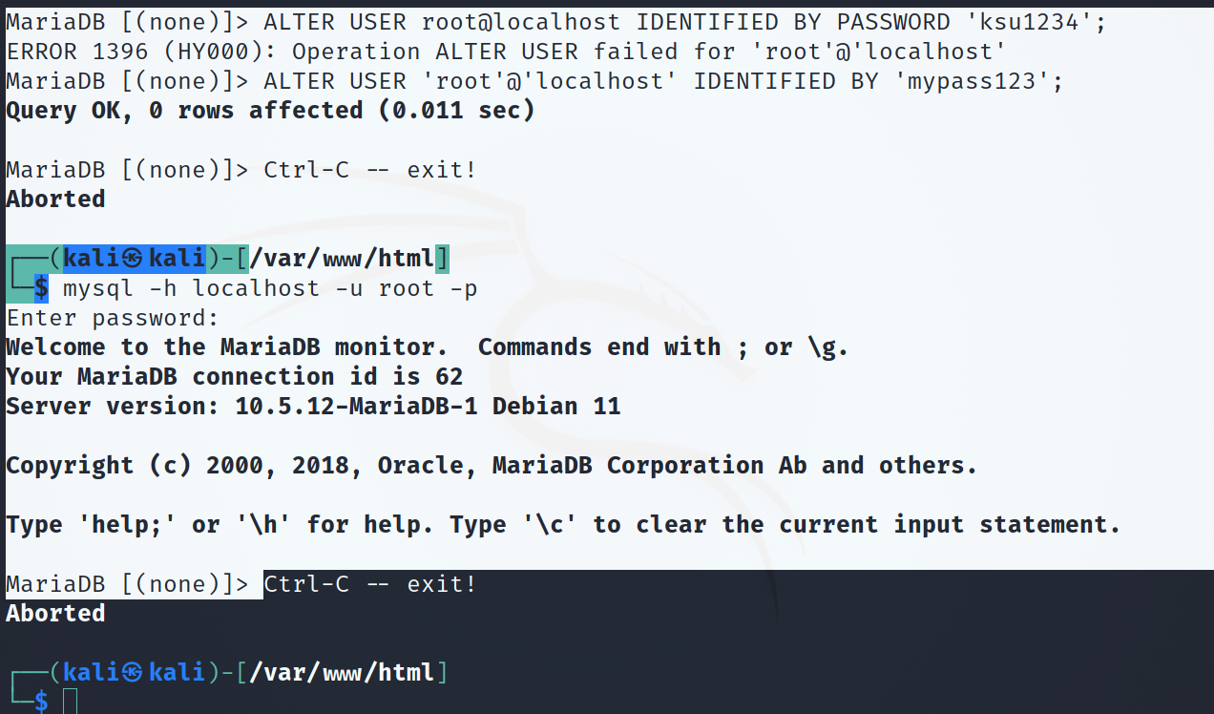 MariaDB [(none)]> ALTER USER root@localhost IDENTIFIED BY PASSWORD 'ksu1234';
ERROR 1396 (HY000): Operation ALTER USER failed for 'root'@'localhost'
MariaDB [(none)]> ALTER USER 'root'@'localhost' IDENTIFIED BY 'mypass123';
Query OK, 0 rows affected (0.011 sec)
MariaDB [(none)]> Ctrl-C -- exit!
Aborted
┌──(kali㉿kali)-[/var/www/html]
└─$ mysql -h localhost -u root -p
Enter password:
Welcome to the MariaDB monitor.  Commands end with ; or \g.
Your MariaDB connection id is 62
Server version: 10.5.12-MariaDB-1 Debian 11
Copyright (c) 2000, 2018, Oracle, MariaDB Corporation Ab and others.
Type 'help;' or '\h' for help. Type '\c' to clear the current input statement.
MariaDB [(none)]> Ctrl-C -- exit!
Aborted
┌──(kali㉿kali)-[/var/www/html]
└─$